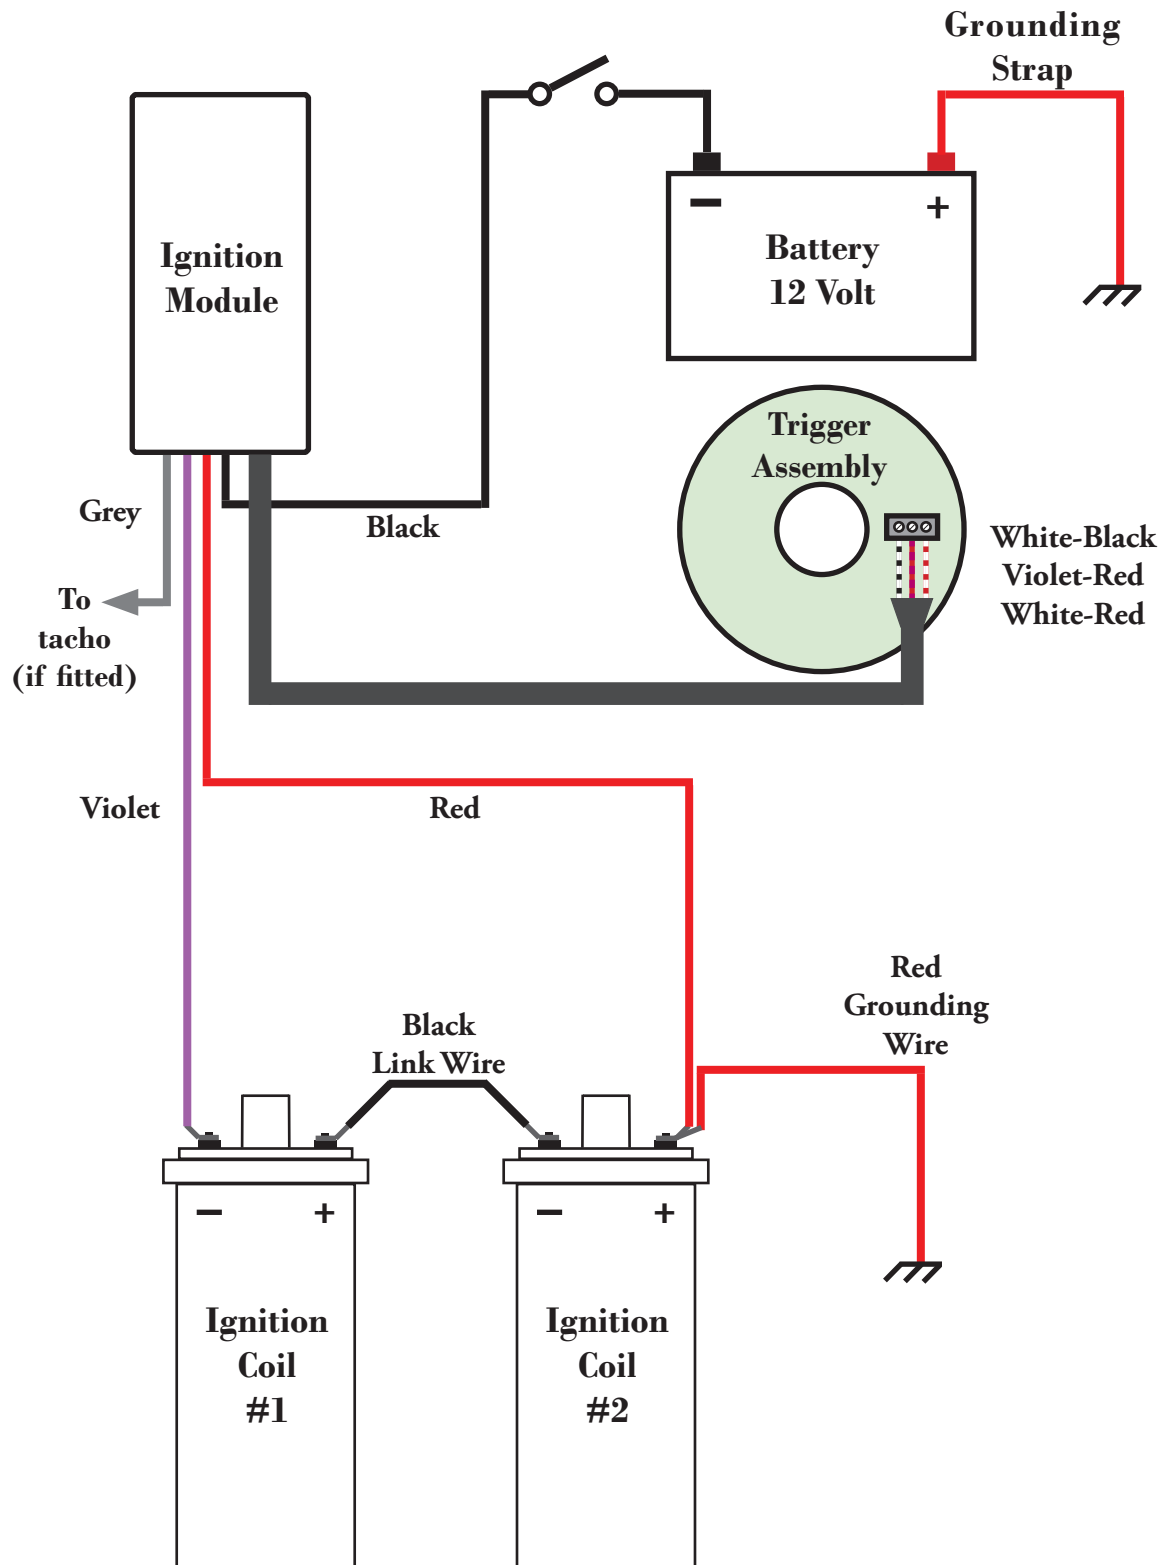 Grounding
Strap
−
+
Battery
12 Volt
Ignition
Module
Trigger
Assembly
Grey
Black
White-Black
Violet-Red
White-Red
To
tacho
(if fitted)
Violet
Red
Red
Grounding
Wire
Black
Link Wire
− +
− +
Ignition
Coil
#1
Ignition
Coil
#2